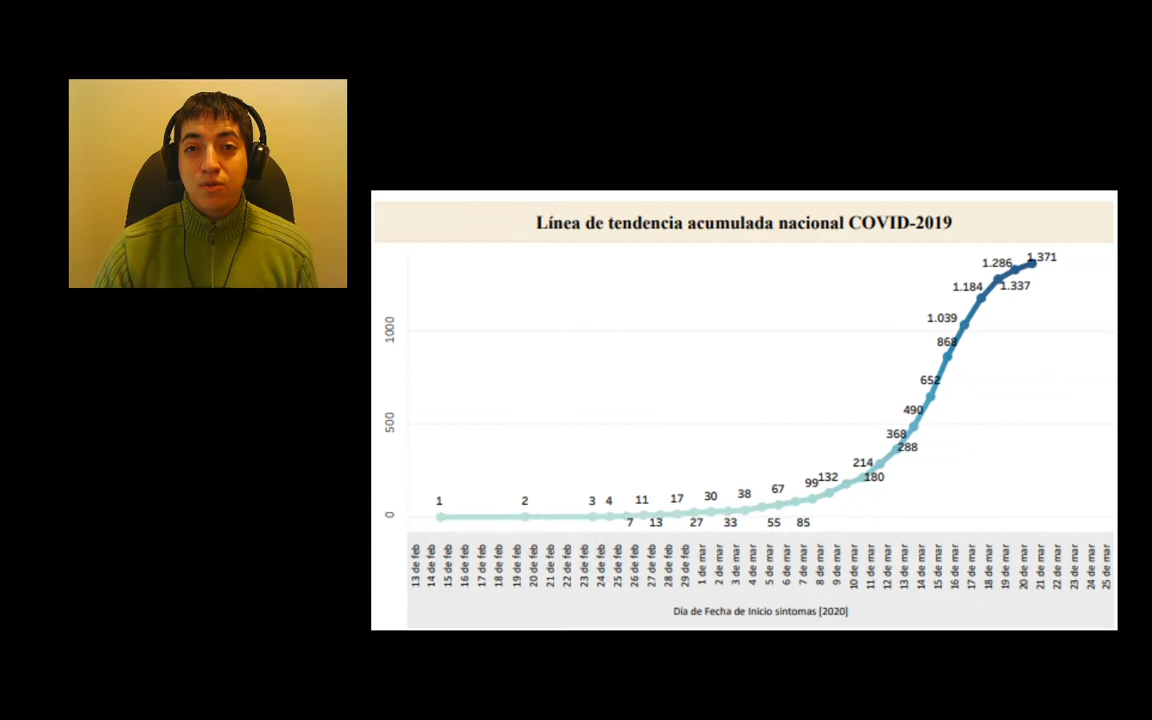 Línea de tendencia acumulada nacional COVID-2019
1.371
1.286
1.337
1.184
1.039
1000
868
652
490
500
368
288
214
180
132
99
85
67
55
38
33
30
27
17
13
11
7
4
3
2
1
0
13 de feb
14 de feb
15 de feb
16 de feb
17 de feb
18 de feb
19 de feb
20 de feb
22 de feb
23 de feb
24 de feb
25 de feb
26 de feb
27 de feb
28 de feb
29 de feb
1 de mar
2 de mar
3 de mar
4 de mar
5 de mar
6 de mar
7 de mar
8 de mar
9 de mar
10 de mar
11 de mar
12 de mar
13 de mar
14 de mar
15 de mar
16 de mar
17 de mar
18 de mar
19 de mar
20 de mar
21 de mar
22 de mar
23 de mar
24 de mar
25 de mar
Día de Fecha de Inicio sintomas [2020]